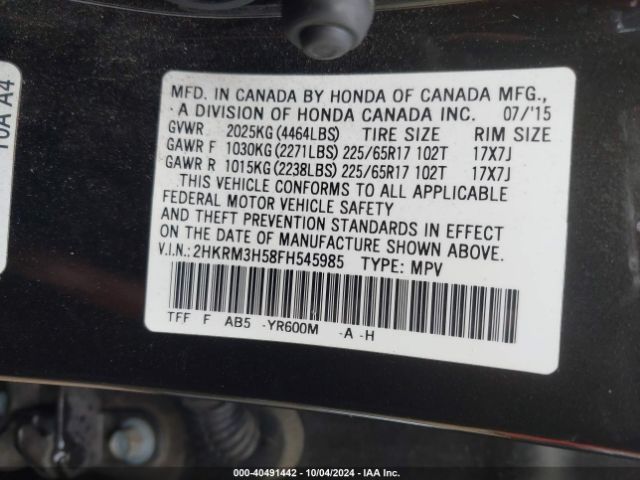 MFD. IN CANADA BY HONDA OF CANADA MFG.,
A DIVISION OF HONDA CANADA INC. 07/'15
GVWR 2025KG(4464LBS) TIRE SIZE RIM SIZE
GAWR F 1030KG(2271LBS) 225/65R17 102T 17X7J
GAWR R 1015KG(2238LBS) 225/65R17 102T 17X7J
THIS VEHICLE CONFORMS TO ALL APPLICABLE
FEDERAL MOTOR VEHICLE SAFETY
AND THEFT PREVENTION STANDARDS IN EFFECT
ON THE DATE OF MANUFACTURE SHOWN ABOVE.
V.I.N.:2HKRM3H58FH545985 TYPE: MPV
TFF F AB5 -YR600M -A -H
10A A4
000-40491442 - 10/04/2024 - IAA Inc.